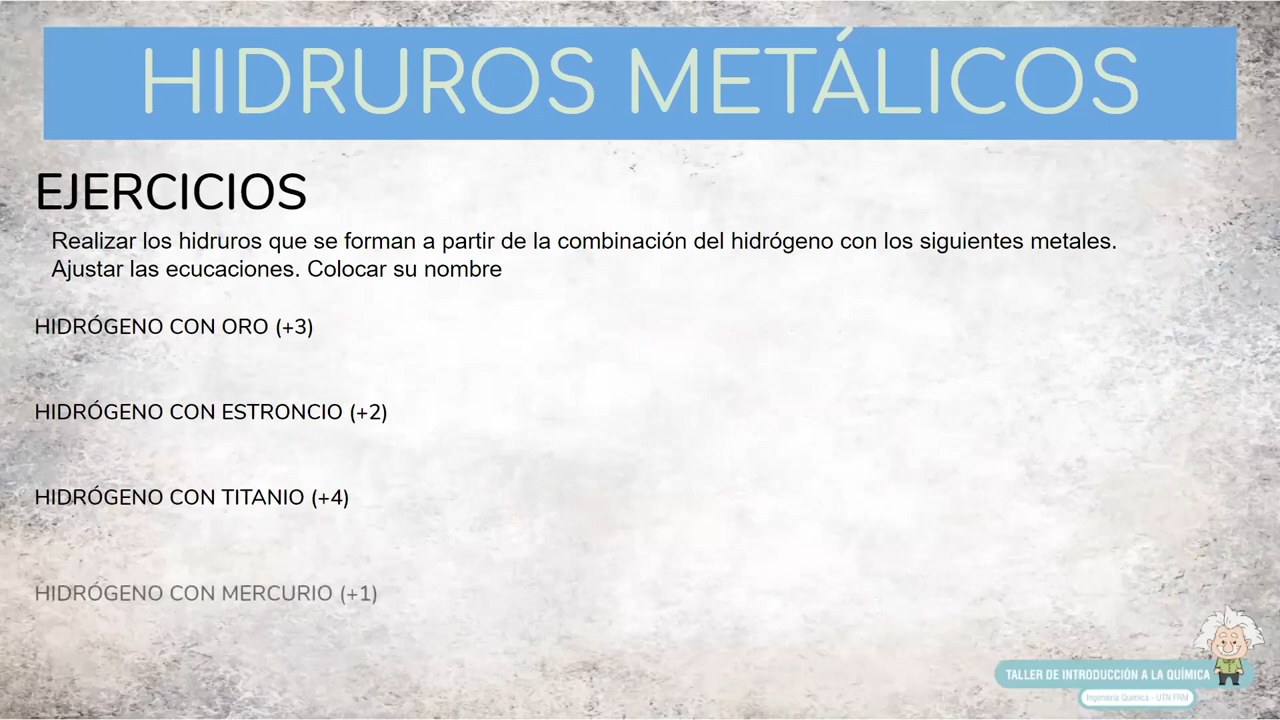 HIDRUROS METÁLICOS
EJERCICIOS
Realizar los hidruros que se forman a partir de la combinación del hidrógeno con los siguientes metales.
Ajustar las ecucaciones. Colocar su nombre
HIDRÓGENO CON ORO (+3)
HIDRÓGENO CON ESTRONCIO (+2)
HIDRÓGENO CON TITANIO (+4)
HIDRÓGENO CON MERCURIO (+1)
TALLER DE INTRODUCCIÓN A LA QUÍMICA
Ingeniería Química - UTN FRM